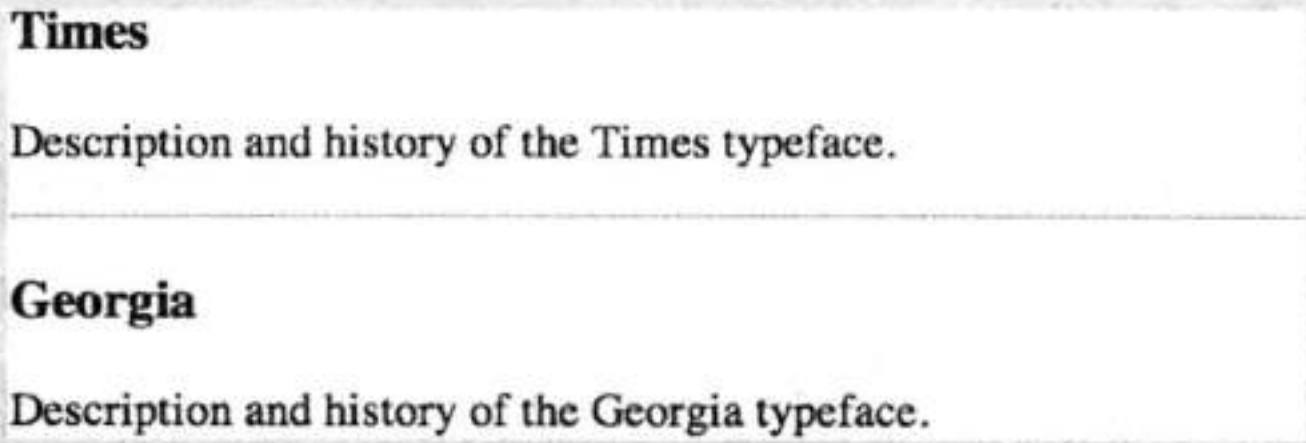 Times
Description and history of the Times typeface.
Georgia
Description and history of the Georgia typeface.